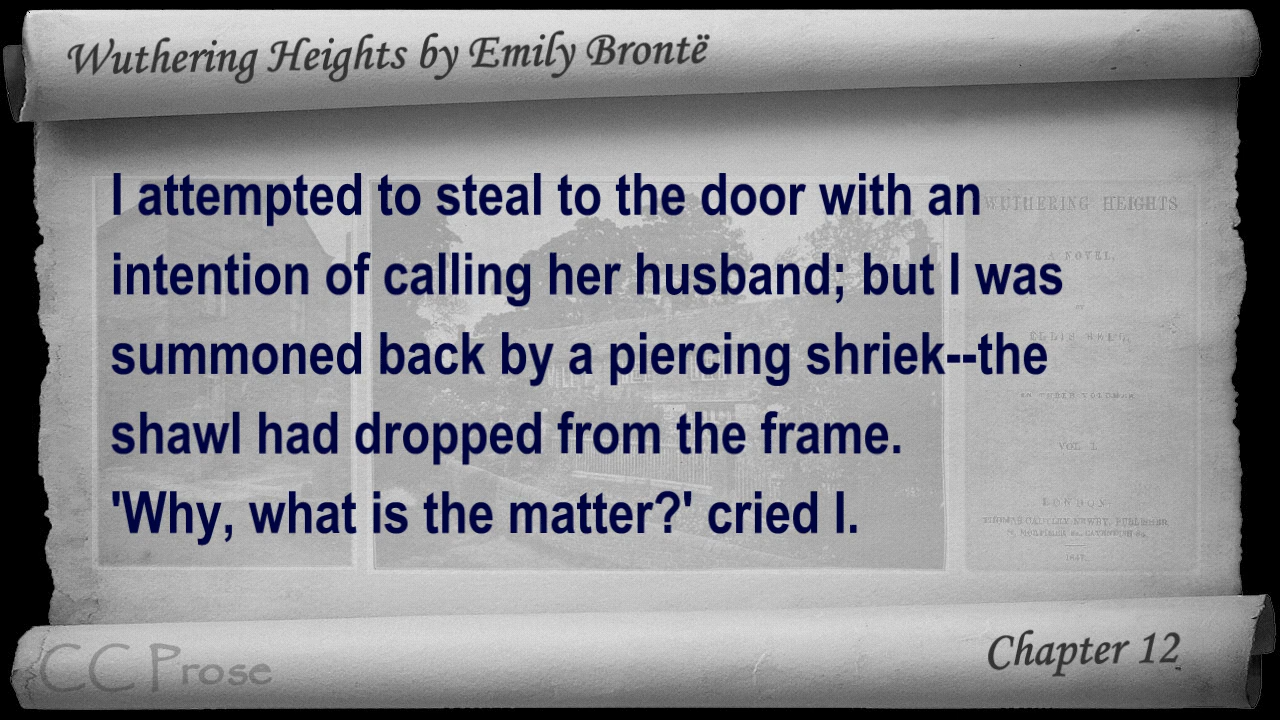 Wuthering Heights by Emily Brontë
I attempted to steal to the door with an
intention of calling her husband; but I was
summoned back by a piercing shriek--the
shawl had dropped from the frame.
'Why, what is the matter?' cried I.
WUTHERING HEIGHTS
A NOVEL,
VOL. I.
LONDON
1847.
Chapter 12
CC Prose